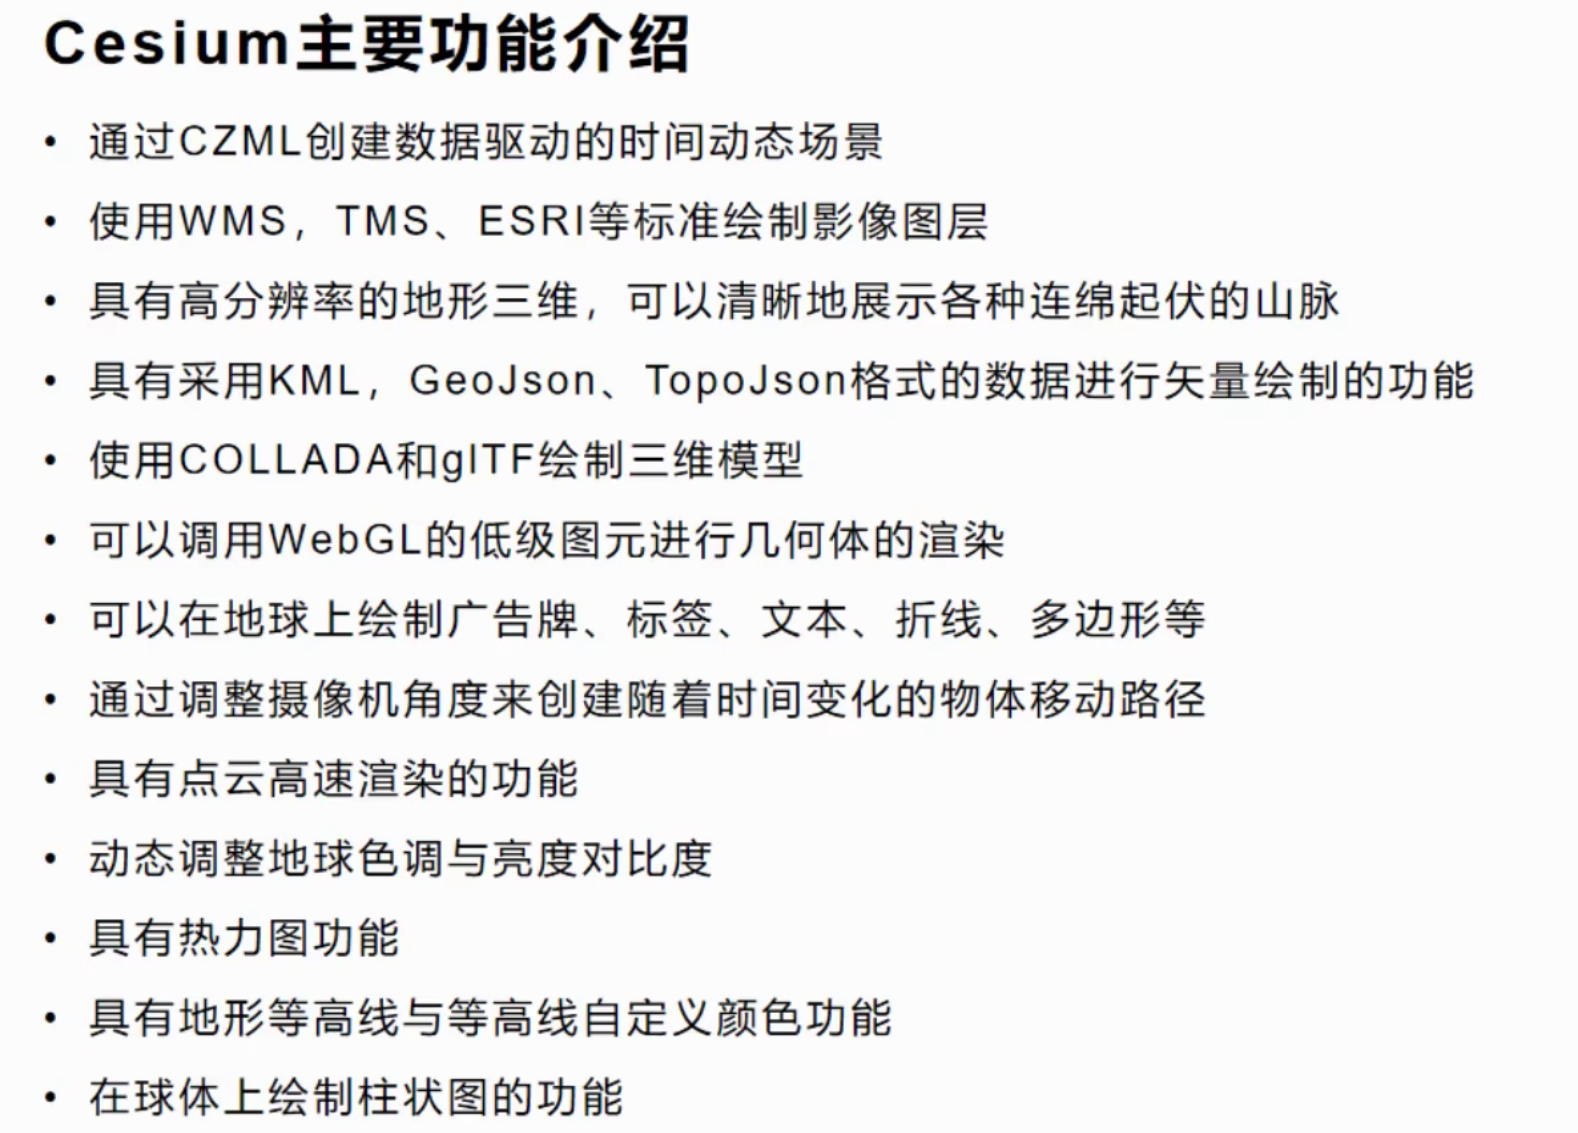 Cesium主要功能介绍
• 通过CZML创建数据驱动的时间动态场景
• 使用WMS，TMS、ESRI等标准绘制影像图层
• 具有高分辨率的地形三维，可以清晰地展示各种连绵起伏的山脉
• 具有采用KML，GeoJson、TopoJson格式的数据进行矢量绘制的功能
• 使用COLLADA和glTF绘制三维模型
• 可以调用WebGL的低级图元进行几何体的渲染
• 可以在地球上绘制广告牌、标签、文本、折线、多边形等
• 通过调整摄像机角度来创建随着时间变化的物体移动路径
• 具有点云高速渲染的功能
• 动态调整地球色调与亮度对比度
• 具有热力图功能
• 具有地形等高线与等高线自定义颜色功能
• 在球体上绘制柱状图的功能